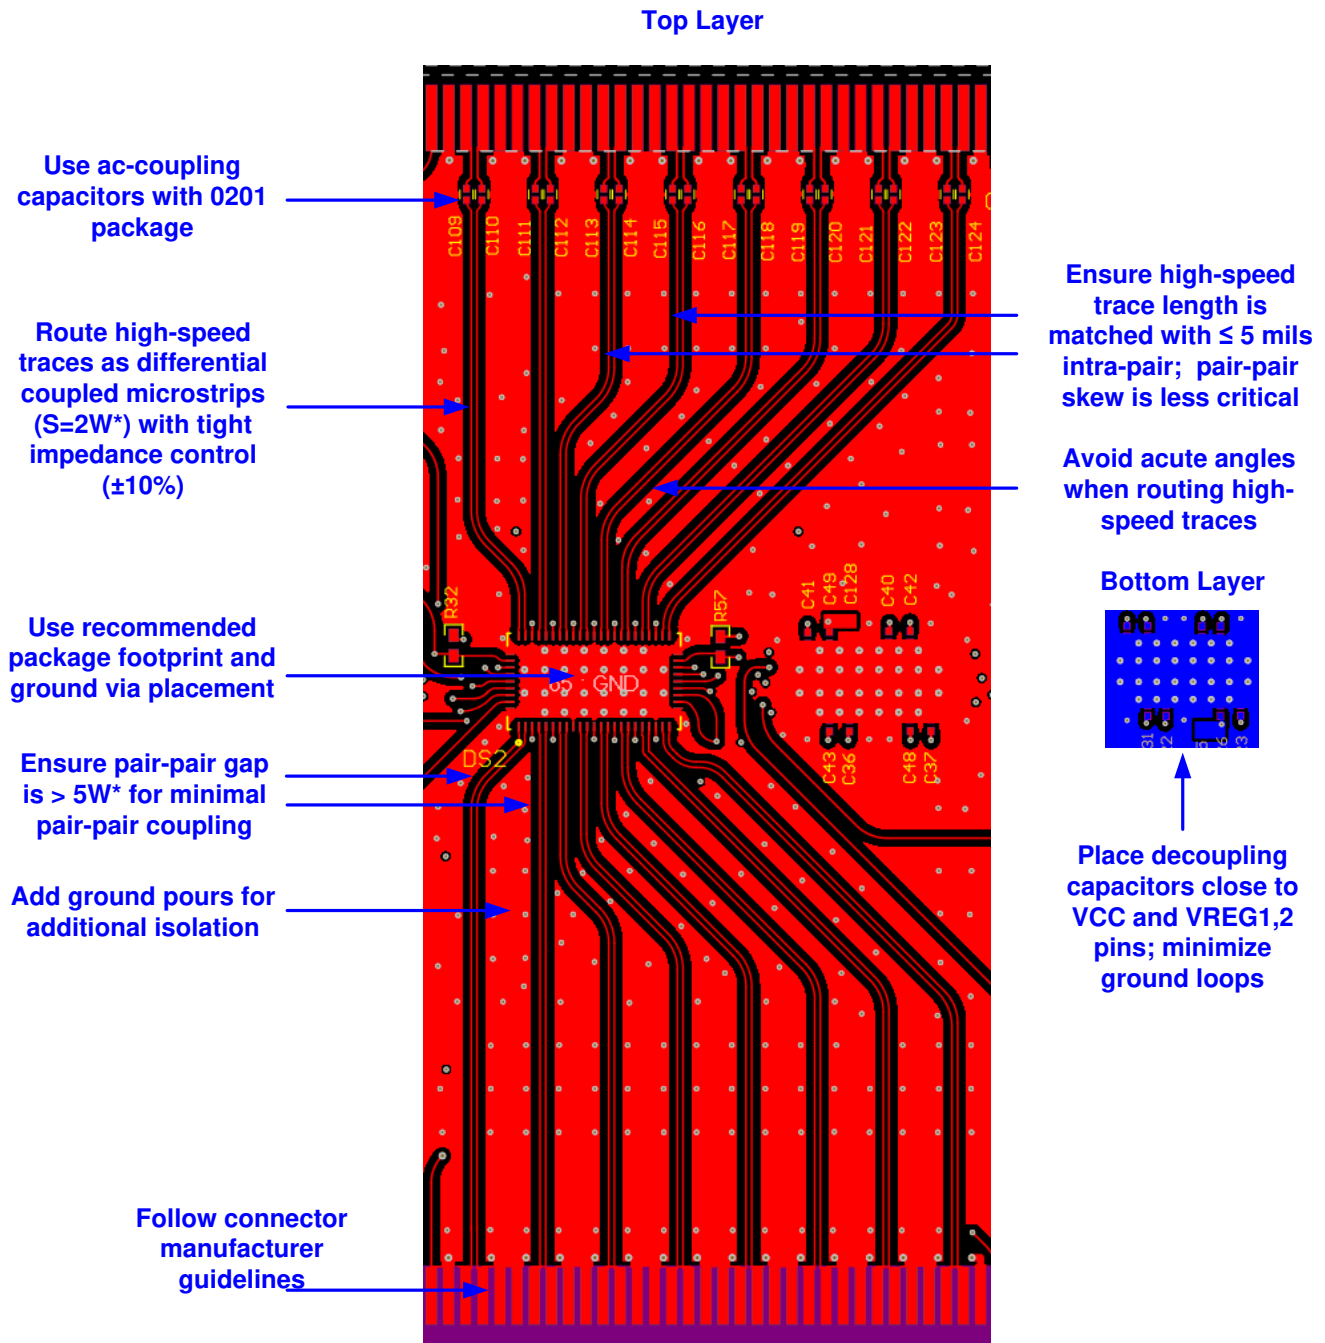 Top Layer
Use ac-coupling
capacitors with 0201
package
C109
C110
C111
C112
C113
C114
C115
C116
C117
C118
C119
C120
C121
C122
C123
C124
Ensure high-speed
trace length is
matched with ≤ 5 mils
intra-pair; pair-pair
skew is less critical
Route high-speed
traces as differential
coupled microstrips
(S=2W*) with tight
impedance control
(±10%)
Avoid acute angles
when routing high-
speed traces
Bottom Layer
R32
R57
C41
C49
C128
C40
C42
Use recommended
package footprint and
ground via placement
65 : GND
DS2
C43
C36
C48
C37
31
22
5
6
23
Ensure pair-pair gap
is > 5W* for minimal
pair-pair coupling
Place decoupling
capacitors close to
VCC and VREG1,2
pins; minimize
ground loops
Add ground pours for
additional isolation
Follow connector
manufacturer
guidelines